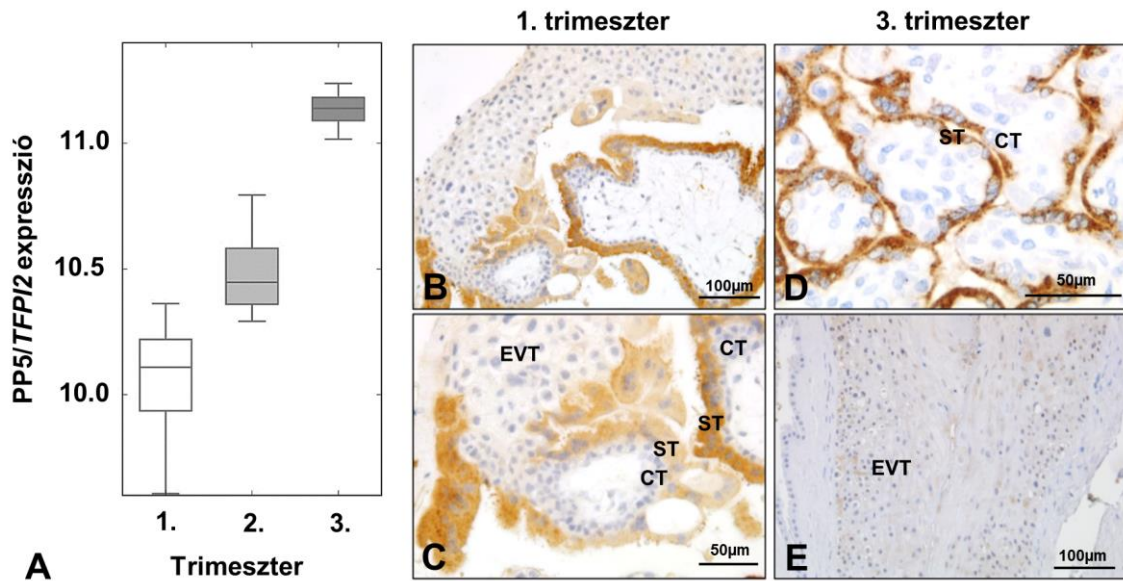 PP5/TFPI2 expresszió
11.0
10.5
10.0
1.
2.
3.
Trimeszter
A
1. trimeszter
B
100µm
EVT
CT
ST
ST
CT
C
50µm
3. trimeszter
ST
CT
D
50µm
EVT
E
100µm